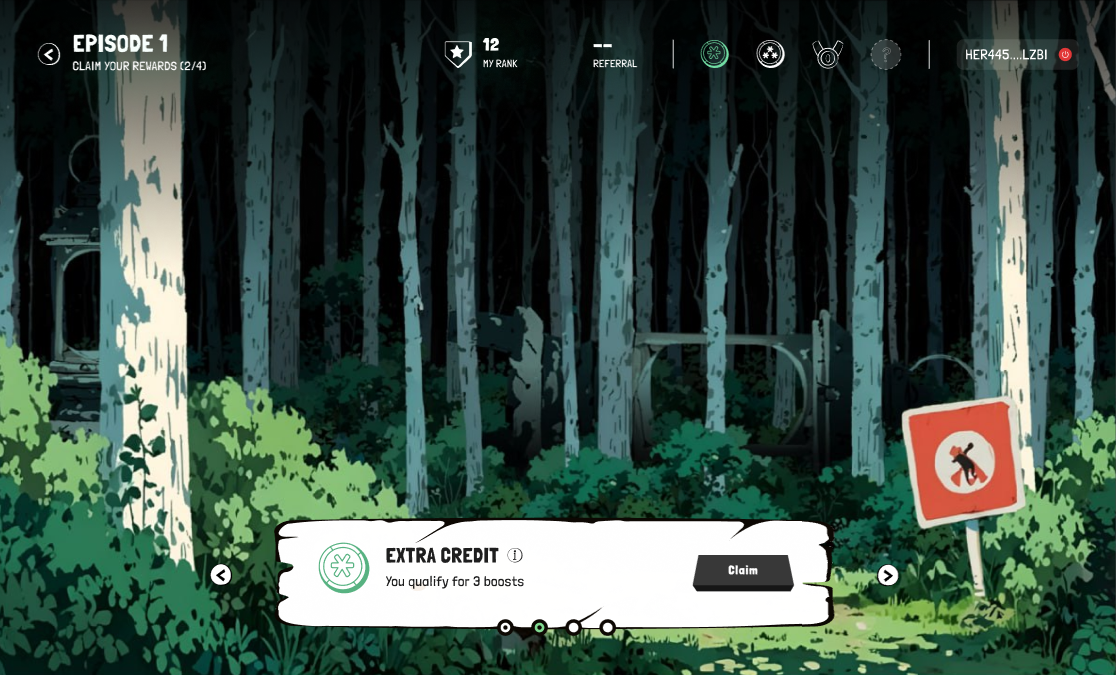 EPISODE 1
CLAIM YOUR REWARDS (2/4)
12
MY RANK
--
REFERRAL
?
HER445....LZBI
EXTRA CREDIT i
You qualify for 3 boosts
Claim